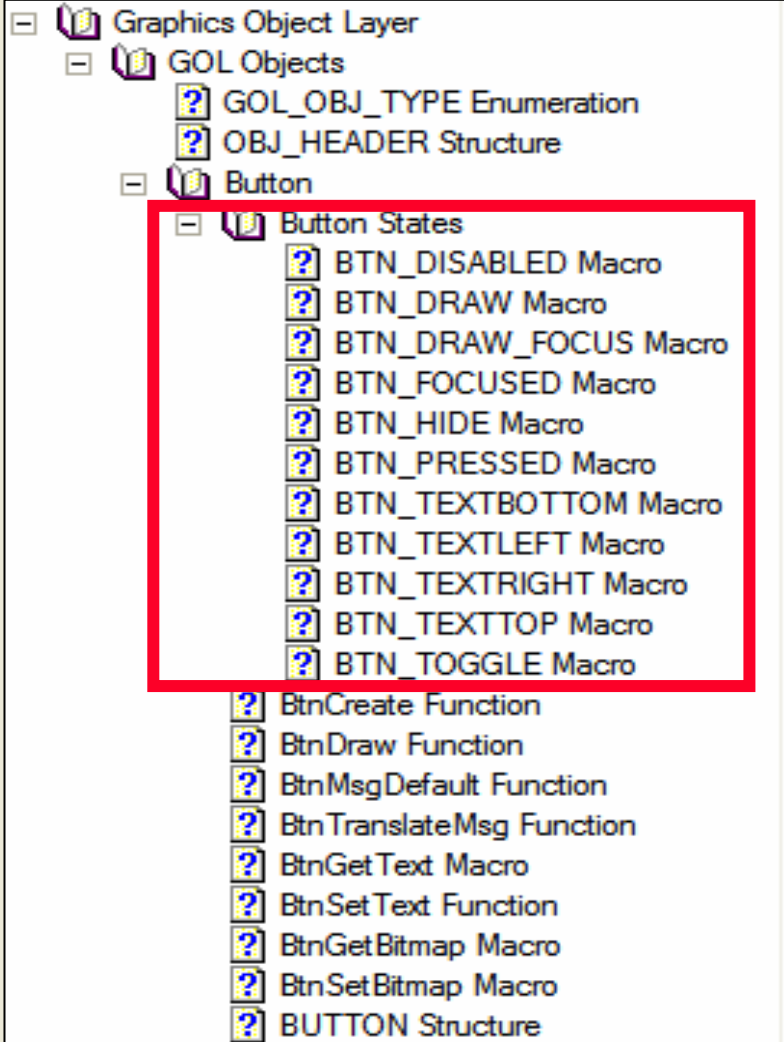 Graphics Object Layer
GOL Objects
GOL_OBJ_TYPE Enumeration
OBJ_HEADER Structure
Button
Button States
BTN_DISABLED Macro
BTN_DRAW Macro
BTN_DRAW_FOCUS Macro
BTN_FOCUSED Macro
BTN_HIDE Macro
BTN_PRESSED Macro
BTN_TEXTBOTTOM Macro
BTN_TEXTLEFT Macro
BTN_TEXTRIGHT Macro
BTN_TEXTTOP Macro
BTN_TOGGLE Macro
BtnCreate Function
BtnDraw Function
BtnMsgDefault Function
BtnTranslateMsg Function
BtnGetText Macro
BtnSetText Function
BtnGetBitmap Macro
BtnSetBitmap Macro
BUTTON Structure